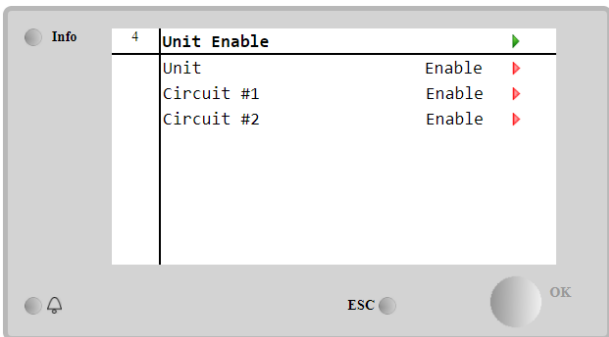 Info
4 Unit Enable
Unit Enable
Circuit #1 Enable
Circuit #2 Enable
ESC
OK